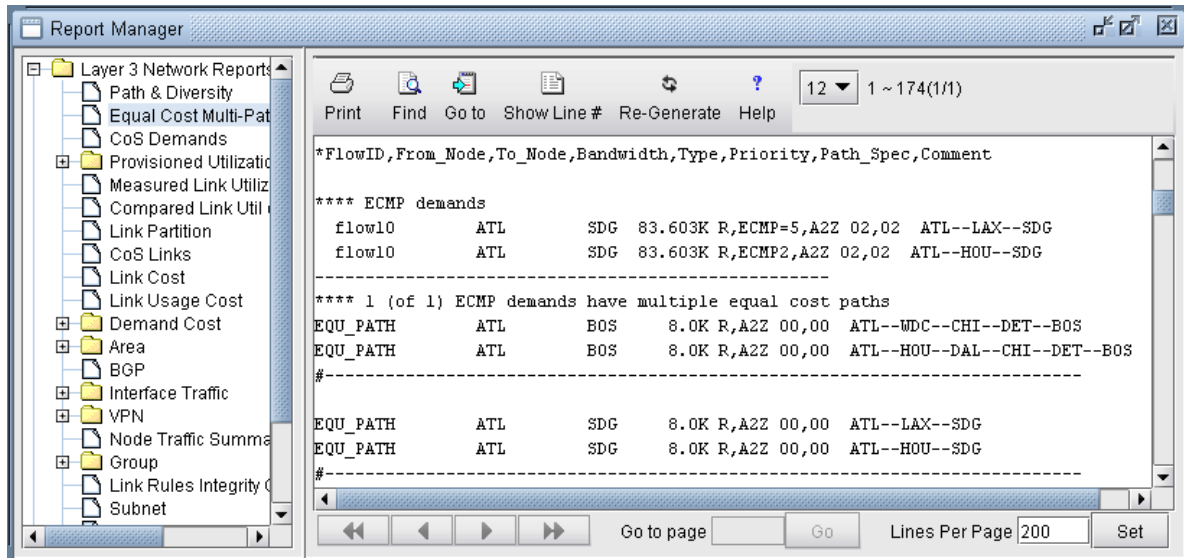 Report Manager
Layer 3 Network Reports
Path & Diversity
Equal Cost Multi-Pat
CoS Demands
Provisioned Utilizatio
Measured Link Utiliz
Compared Link Util
Link Partition
CoS Links
Link Cost
Link Usage Cost
Demand Cost
Area
BGP
Interface Traffic
VPN
Node Traffic Summa
Group
Link Rules Integrity
Subnet
Print Find Go to Show Line # Re-Generate Help 12 1 ~ 174(1/1)
*FlowID,From_Node,To_Node,Bandwidth,Type,Priority,Path_Spec,Comment
**** ECMP demands
flow10 ATL SDG 83.603K R,ECMP=5,A2Z 02,02 ATL--LAX--SDG
flow10 ATL SDG 83.603K R,ECMP2,A2Z 02,02 ATL--HOU--SDG
---------------------------------------------------
**** 1 (of 1) ECMP demands have multiple equal cost paths
EQU_PATH ATL BOS 8.0K R,A2Z 00,00 ATL--WDC--CHI--DET--BOS
EQU_PATH ATL BOS 8.0K R,A2Z 00,00 ATL--HOU--DAL--CHI--DET--BOS
#---------------------------------------------------------------------------
EQU_PATH ATL SDG 8.0K R,A2Z 00,00 ATL--LAX--SDG
EQU_PATH ATL SDG 8.0K R,A2Z 00,00 ATL--HOU--SDG
#---------------------------------------------------------------------------
Go to page Go Lines Per Page 200 Set